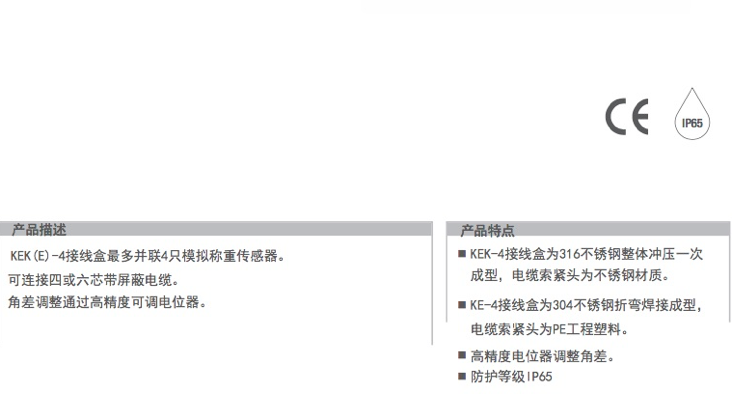 CE
IP65
产品描述
KEK(E)-4接线盒最多并联4只模拟称重传感器。
可连接四或六芯带屏蔽电缆。
角差调整通过高精度可调电位器。
产品特点
■ KEK-4接线盒为316不锈钢整体冲压一次
成型，电缆索紧头为不锈钢材质。
■ KE-4接线盒为304不锈钢折弯焊接成型，
电缆索紧头为PE工程塑料。
■ 高精度电位器调整角差。
■ 防护等级IP65